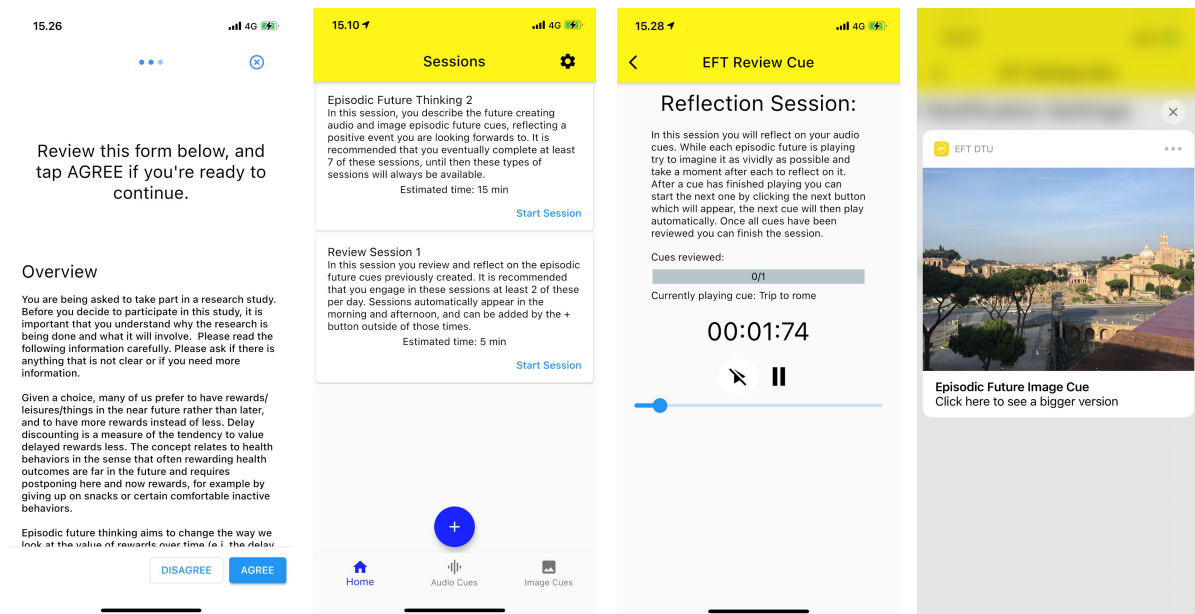 15.26
4G
Review this form below, and
tap AGREE if you're ready to
continue.
Overview
You are being asked to take part in a research study.
Before you decide to participate in this study, it is
important that you understand why the research is
being done and what it will involve.  Please read the
following information carefully. Please ask if there is
anything that is not clear or if you need more
information.
Given a choice, many of us prefer to have rewards/
leisures/things in the near future rather than later,
and to have more rewards instead of less. Delay
discounting is a measure of the tendency to value
delayed rewards less. The concept relates to health
behaviors in the sense that often rewarding health
outcomes are far in the future and requires
postponing here and now rewards, for example by
giving up on snacks or certain comfortable inactive
behaviors.
Episodic future thinking aims to change the way we
look at the value of rewards over time (e.i. the delay
DISAGREE
AGREE
15.10
4G
Sessions
Episodic Future Thinking 2
In this session, you describe the future creating
audio and image episodic future cues, reflecting a
positive event you are looking forwards to. It is
recommended that you eventually complete at least
7 of these sessions, until then these types of
sessions will always be available.
Estimated time: 15 min
Start Session
Review Session 1
In this session you review and reflect on the episodic
future cues previously created. It is recommended
that you engage in these sessions at least 2 of these
per day. Sessions automatically appear in the
morning and afternoon, and can be added by the +
button outside of those times.
Estimated time: 5 min
Start Session
+
Home
Audio Cues
Image Cues
15.28
4G
EFT Review Cue
Reflection Session:
In this session you will reflect on your audio
cues. While each episodic future is playing
try to imagine it as vividly as possible and
take a moment after each to reflect on it.
After a cue has finished playing you can
start the next one by clicking the next button
which will appear, the next cue will then play
automatically. Once all cues have been
reviewed you can finish the session.
Cues reviewed:
0/1
Currently playing cue: Trip to rome
00:01:74
EFT DTU
Episodic Future Image Cue
Click here to see a bigger version